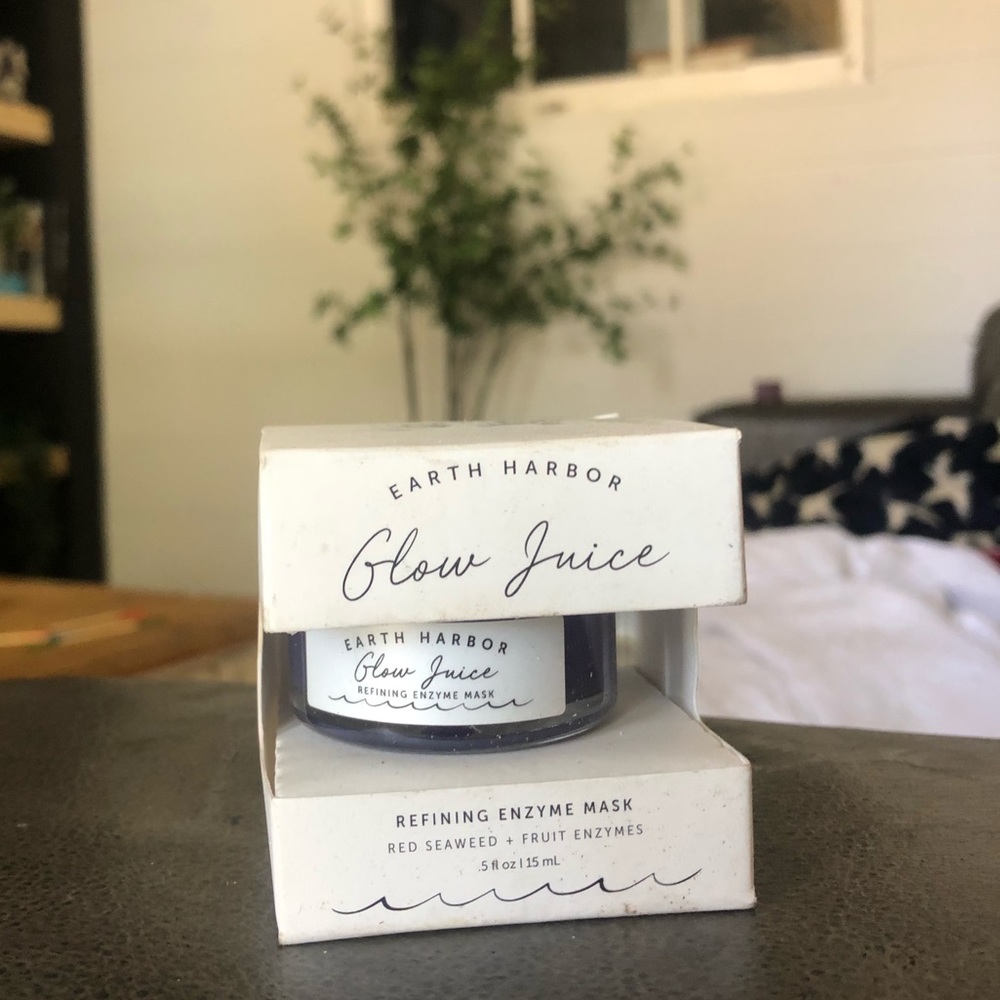 EARTH HARBOR
Glow Juice
EARTH HARBOR
Glow Juice
REFINING ENZYME MASK
REFINING ENZYME MASK
RED SEAWEED + FRUIT ENZYMES
.5 fl oz | 15 mL